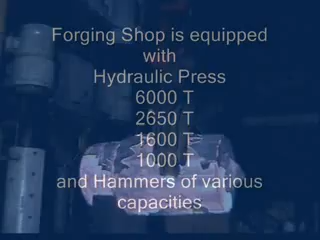 Forging Shop is equipped
with
Hydraulic Press
6000 T
2650 T
1600 T
1000 T
and Hammers of various
capacities